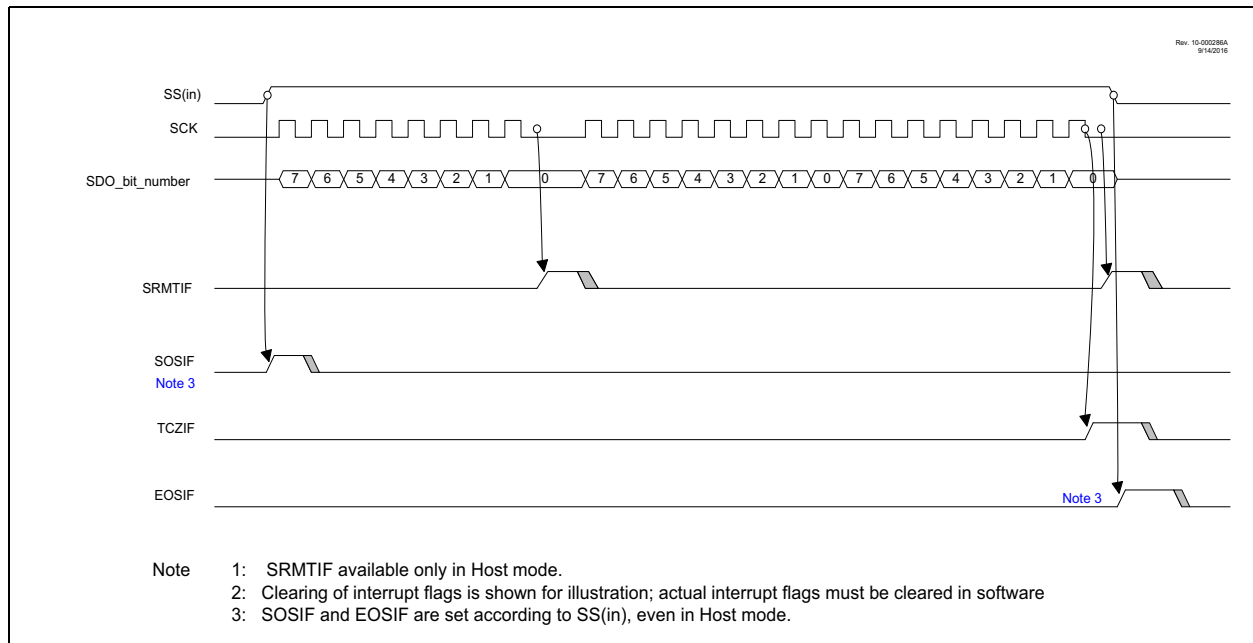 Rev. 10-000286A
9/14/2016
SS(in)
SCK
SDO_bit_number
7 6 5 4 3 2 1 0 7 6 5 4 3 2 1 0 7 6 5 4 3 2 1 0
SRMTIF
SOSIF
Note 3
TCZIF
EOSIF
Note 3
Note 1: SRMTIF available only in Host mode.
2: Clearing of interrupt flags is shown for illustration; actual interrupt flags must be cleared in software
3: SOSIF and EOSIF are set according to SS(in), even in Host mode.